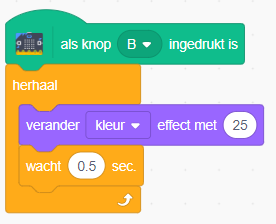 als knop B ingedrukt is
herhaal
verander kleur effect met 25
wacht 0.5 sec.